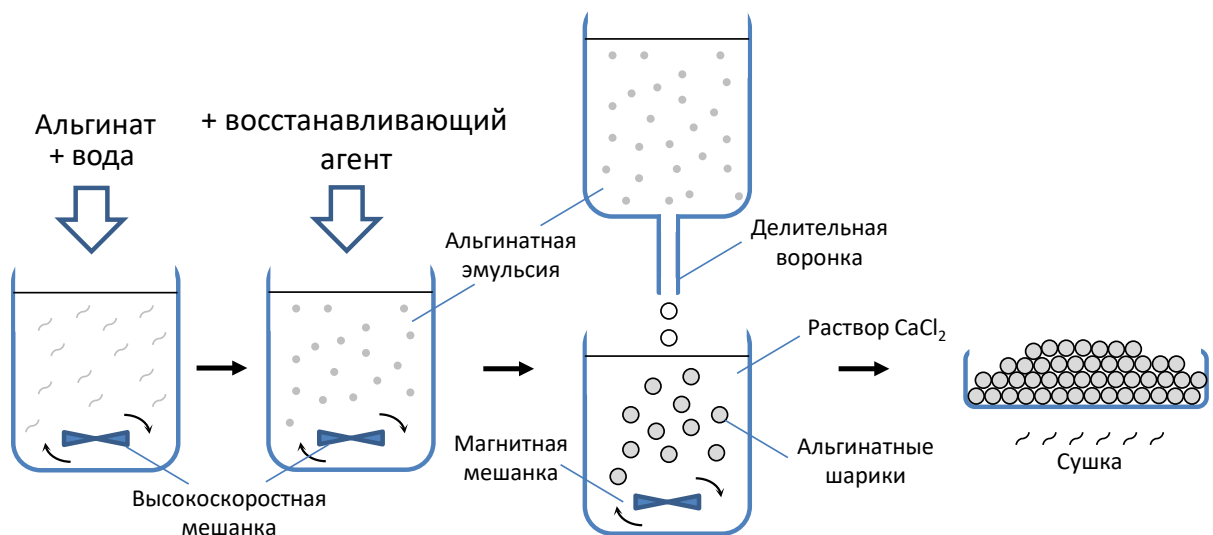 Альгинат
+ вода
+ восстанавливающий
агент
Альгинатная
эмульсия
Делительная
воронка
Раствор CaCl₂
Магнитная
мешанка
Альгинатные
шарики
Сушка
Высокоскоростная
мешанка